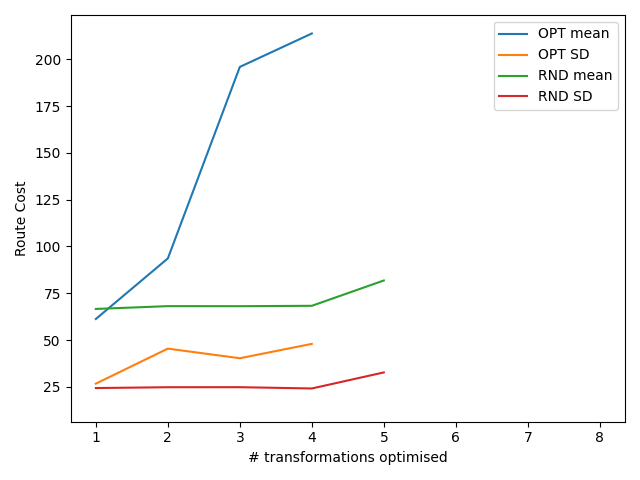 OPT mean
OPT SD
RND mean
RND SD
200
175
150
125
100
75
50
25
Route Cost
1 2 3 4 5 6 7 8
# transformations optimised